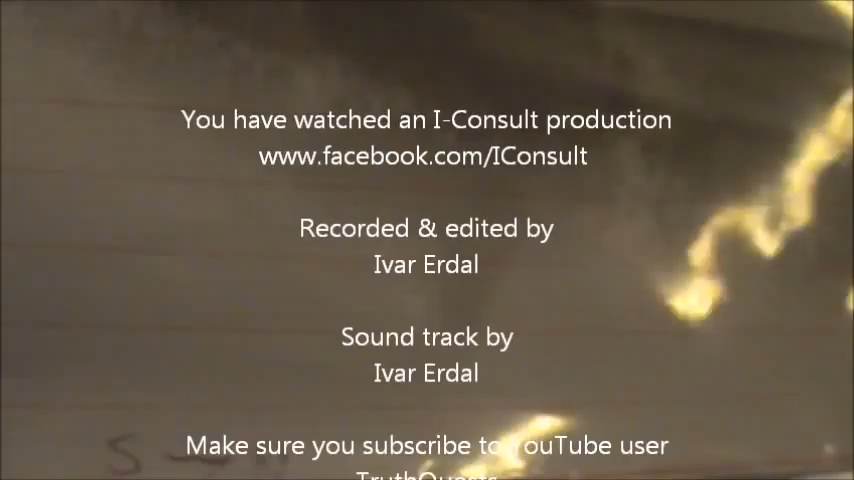 You have watched an I-Consult production
www.facebook.com/IConsult
Recorded & edited by
Ivar Erdal
Sound track by
Ivar Erdal
Make sure you subscribe to YouTube user
TruthQuests